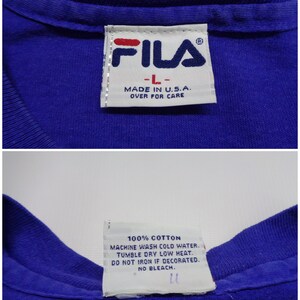 FILA®
-L-
MADE IN U.S.A.
OVER FOR CARE
100% COTTON
MACHINE WASH COLD WATER.
TUMBLE DRY LOW HEAT.
DO NOT IRON IF DECORATED.
NO BLEACH.